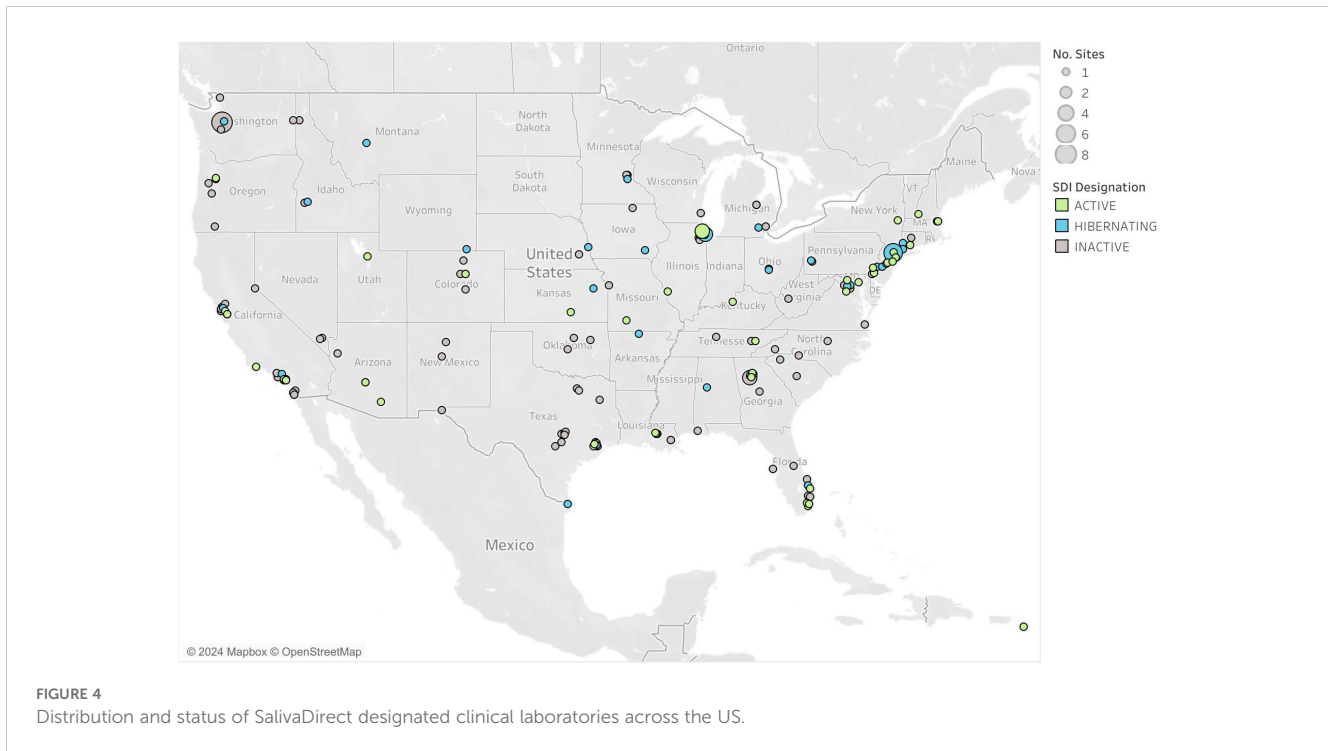 Ontario
No. Sites
1
2
4
6
8
SDI Designation
ACTIVE
HIBERNATING
INACTIVE
shington
Montana
North
Dakota
Minnesota
Maine
Nova S
Oregon
Idaho
South
Dakota
Wisconsin
Michigan
VT
New York
MA
Wyoming
Iowa
R
Nevada
Utah
Colorado
United
States
Illinois
Indiana
Ohio
Pennsylvania
MD
DE
West
Virginia
Kansas
Missouri
Kentucky
California
Arizona
New Mexico
Oklahoma
Arkansas
Tennessee
North
Carolina
Mississippi
Georgia
Texas
Louisiana
Florida
Mexico
© 2024 Mapbox © OpenStreetMap
FIGURE 4
Distribution and status of SalivaDirect designated clinical laboratories across the US.